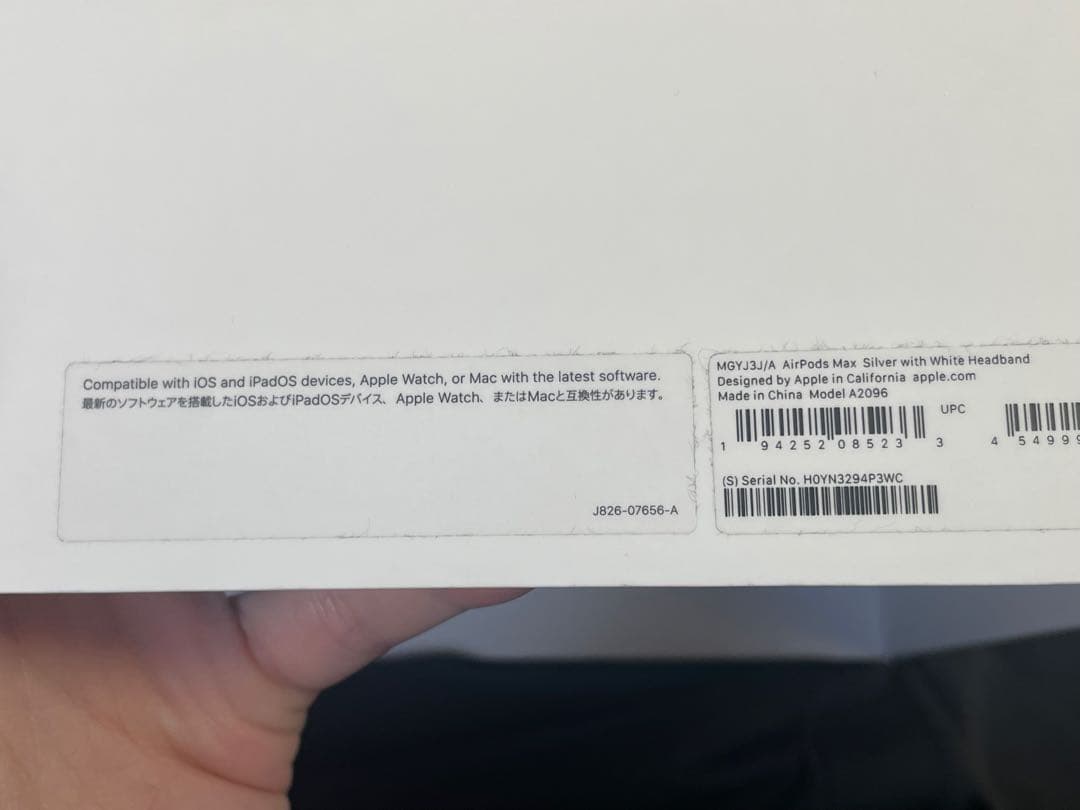 Compatible with iOS and iPadOS devices, Apple Watch, or Mac with the latest software.
最新のソフトウェアを搭載したiOSおよびiPadOSデバイス、Apple Watch、またはMacと互換性があります。
J826-07656-A
MGYJ3J/A AirPods Max Silver with White Headband
Designed by Apple in California apple.com
Made in China Model A2096
UPC
1 94252 08523 3
4 54999
(S) Serial No. H0YN3294P3WC